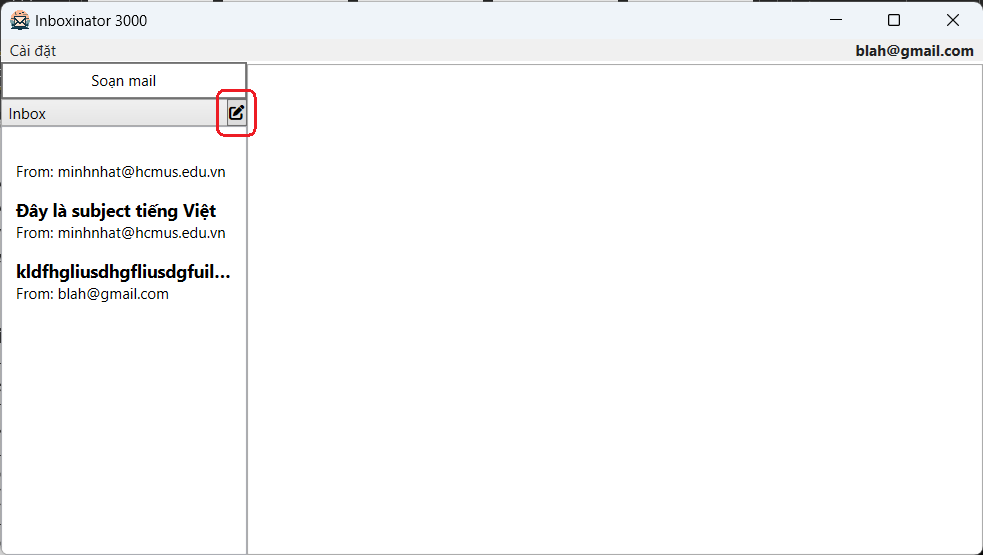 Inboxinator 3000
Cài đặt
blah@gmail.com
Soạn mail
Inbox
From: minhnhat@hcmus.edu.vn
Đây là subject tiếng Việt
From: minhnhat@hcmus.edu.vn
kldfhgliusdhgfliusdgfuil...
From: blah@gmail.com